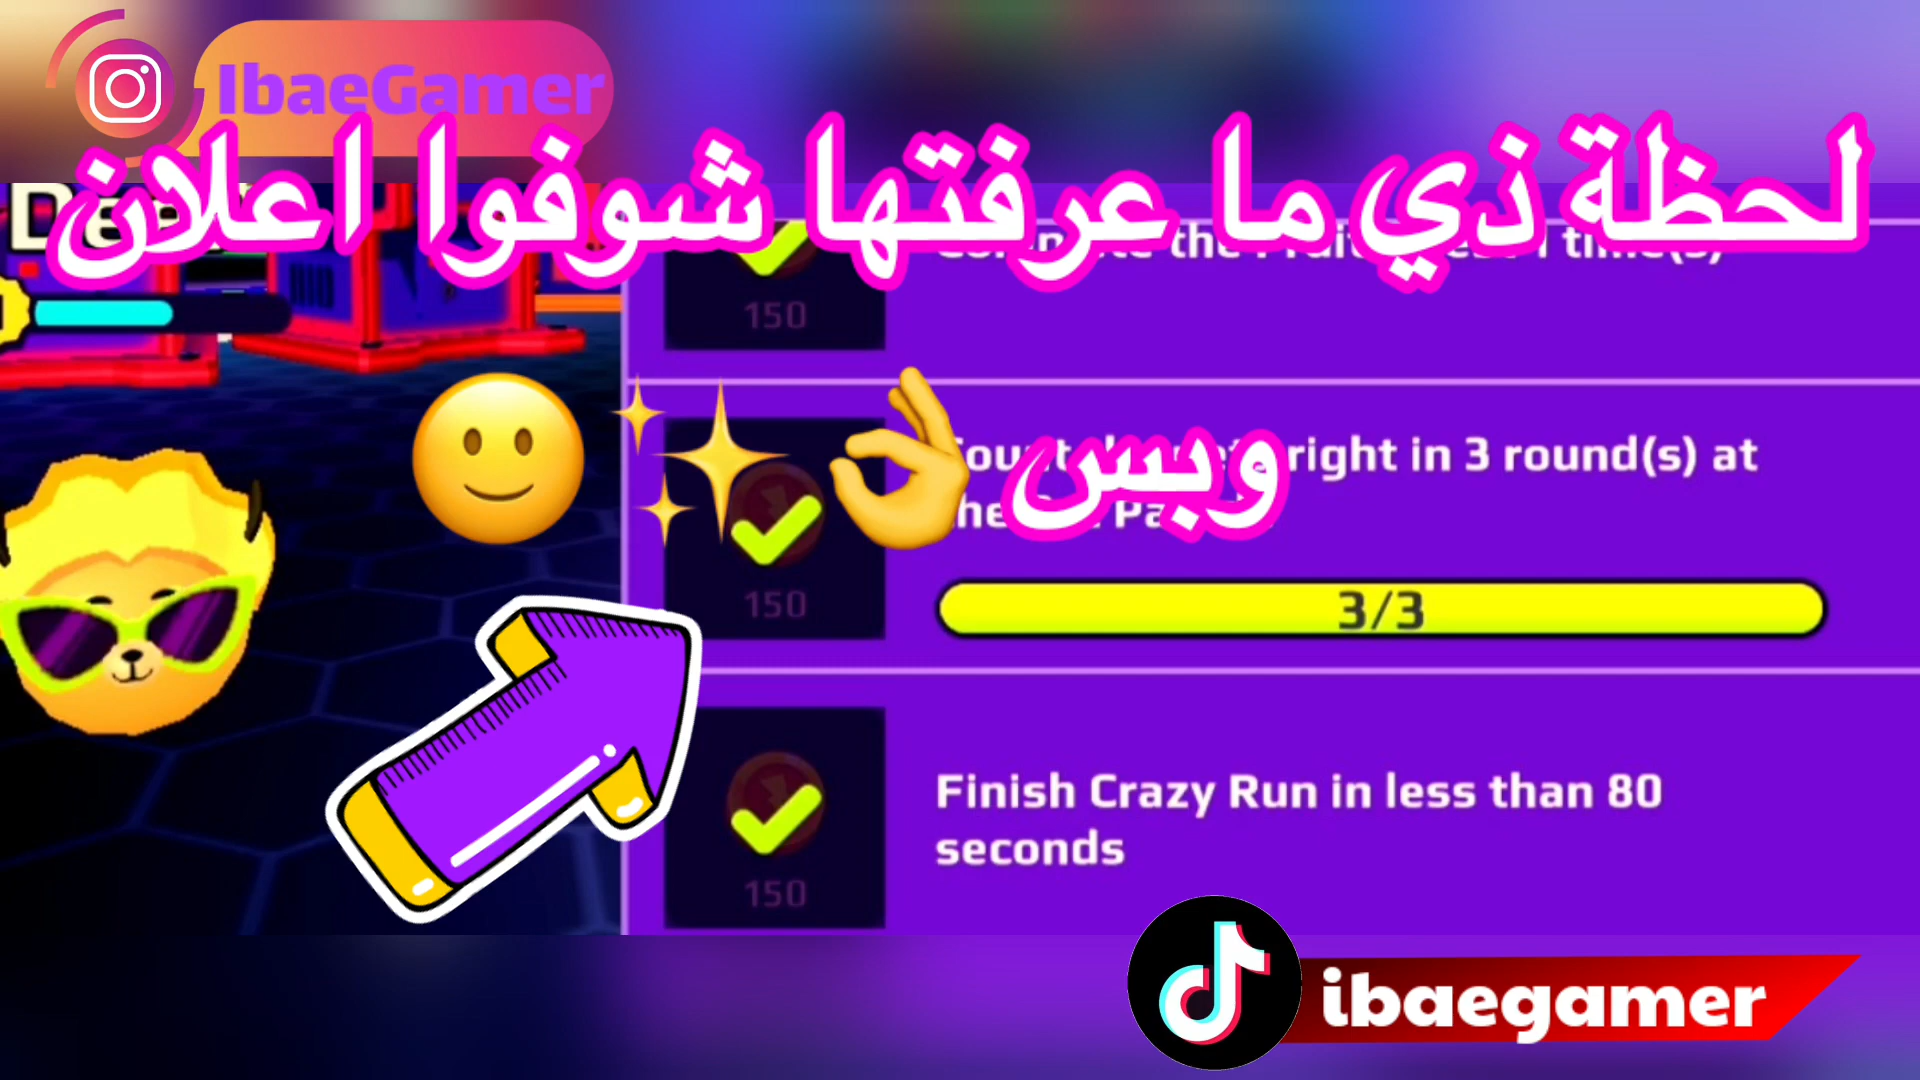 IbaeGamer
لحظة ذي ما عرفتها شوفوا اعلان
the
150
وبس 👌✨🙂
right in 3 round(s) at
150
3/3
Finish Crazy Run in less than 80
seconds
150
ibaegamer